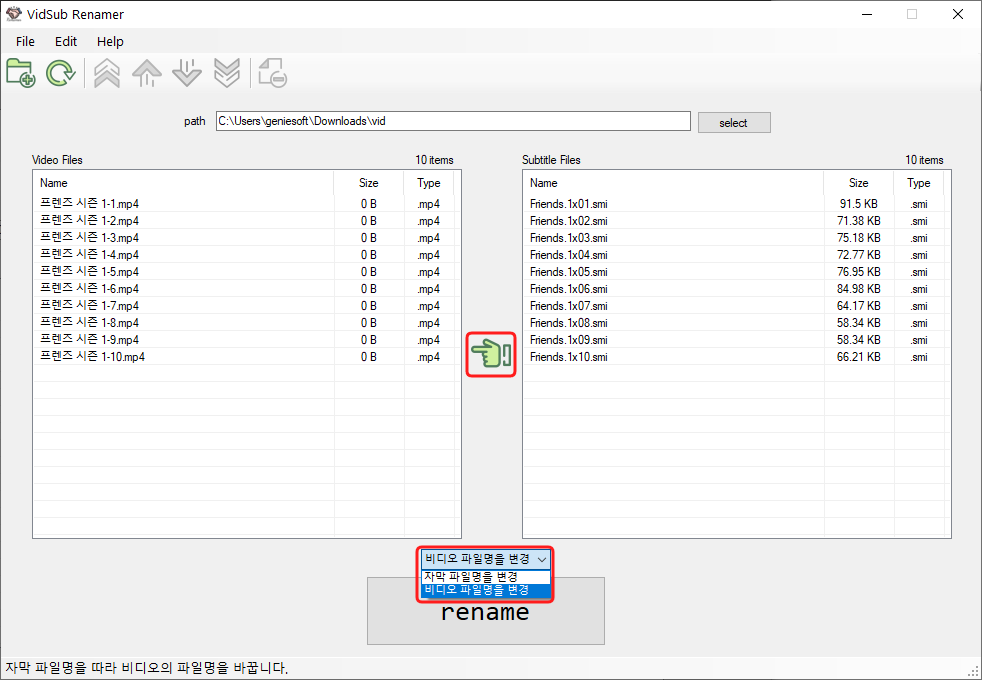 VidSub Renamer
File Edit Help
path C:\Users\geniesoft\Downloads\vid select
Video Files 10 items Subtitle Files 10 items
Name Size Type Name Size Type
프렌즈 시즌 1-1.mp4 0 B .mp4 Friends.1x01.smi 91.5 KB .smi
프렌즈 시즌 1-2.mp4 0 B .mp4 Friends.1x02.smi 71.38 KB .smi
프렌즈 시즌 1-3.mp4 0 B .mp4 Friends.1x03.smi 75.18 KB .smi
프렌즈 시즌 1-4.mp4 0 B .mp4 Friends.1x04.smi 72.77 KB .smi
프렌즈 시즌 1-5.mp4 0 B .mp4 Friends.1x05.smi 76.95 KB .smi
프렌즈 시즌 1-6.mp4 0 B .mp4 Friends.1x06.smi 84.98 KB .smi
프렌즈 시즌 1-7.mp4 0 B .mp4 Friends.1x07.smi 64.17 KB .smi
프렌즈 시즌 1-8.mp4 0 B .mp4 Friends.1x08.smi 58.34 KB .smi
프렌즈 시즌 1-9.mp4 0 B .mp4 Friends.1x09.smi 58.34 KB .smi
프렌즈 시즌 1-10.mp4 0 B .mp4 Friends.1x10.smi 66.21 KB .smi
비디오 파일명을 변경
자막 파일명을 변경
비디오 파일명을 변경
rename
자막 파일명을 따라 비디오의 파일명을 바꿉니다.